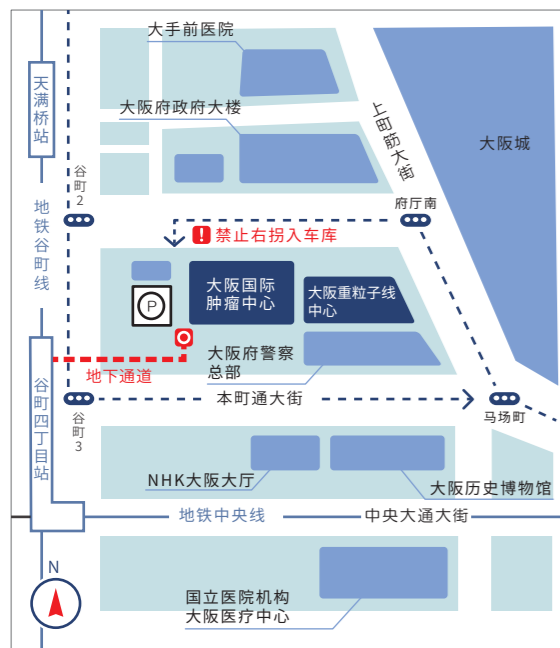 大手前医院
天满桥站
大阪府政府大楼
上町筋大街
大阪城
谷町2
府厅南
地铁谷町线
! 禁止右拐入车库
大阪国际
肿瘤中心
大阪重粒子线
中心
P
大阪府警察
总部
地下通道
谷町四丁目站
本町通大街
谷町3
马场町
NHK大阪大厅
大阪历史博物馆
地铁中央线
中央大通大街
N
国立医院机构
大阪医疗中心